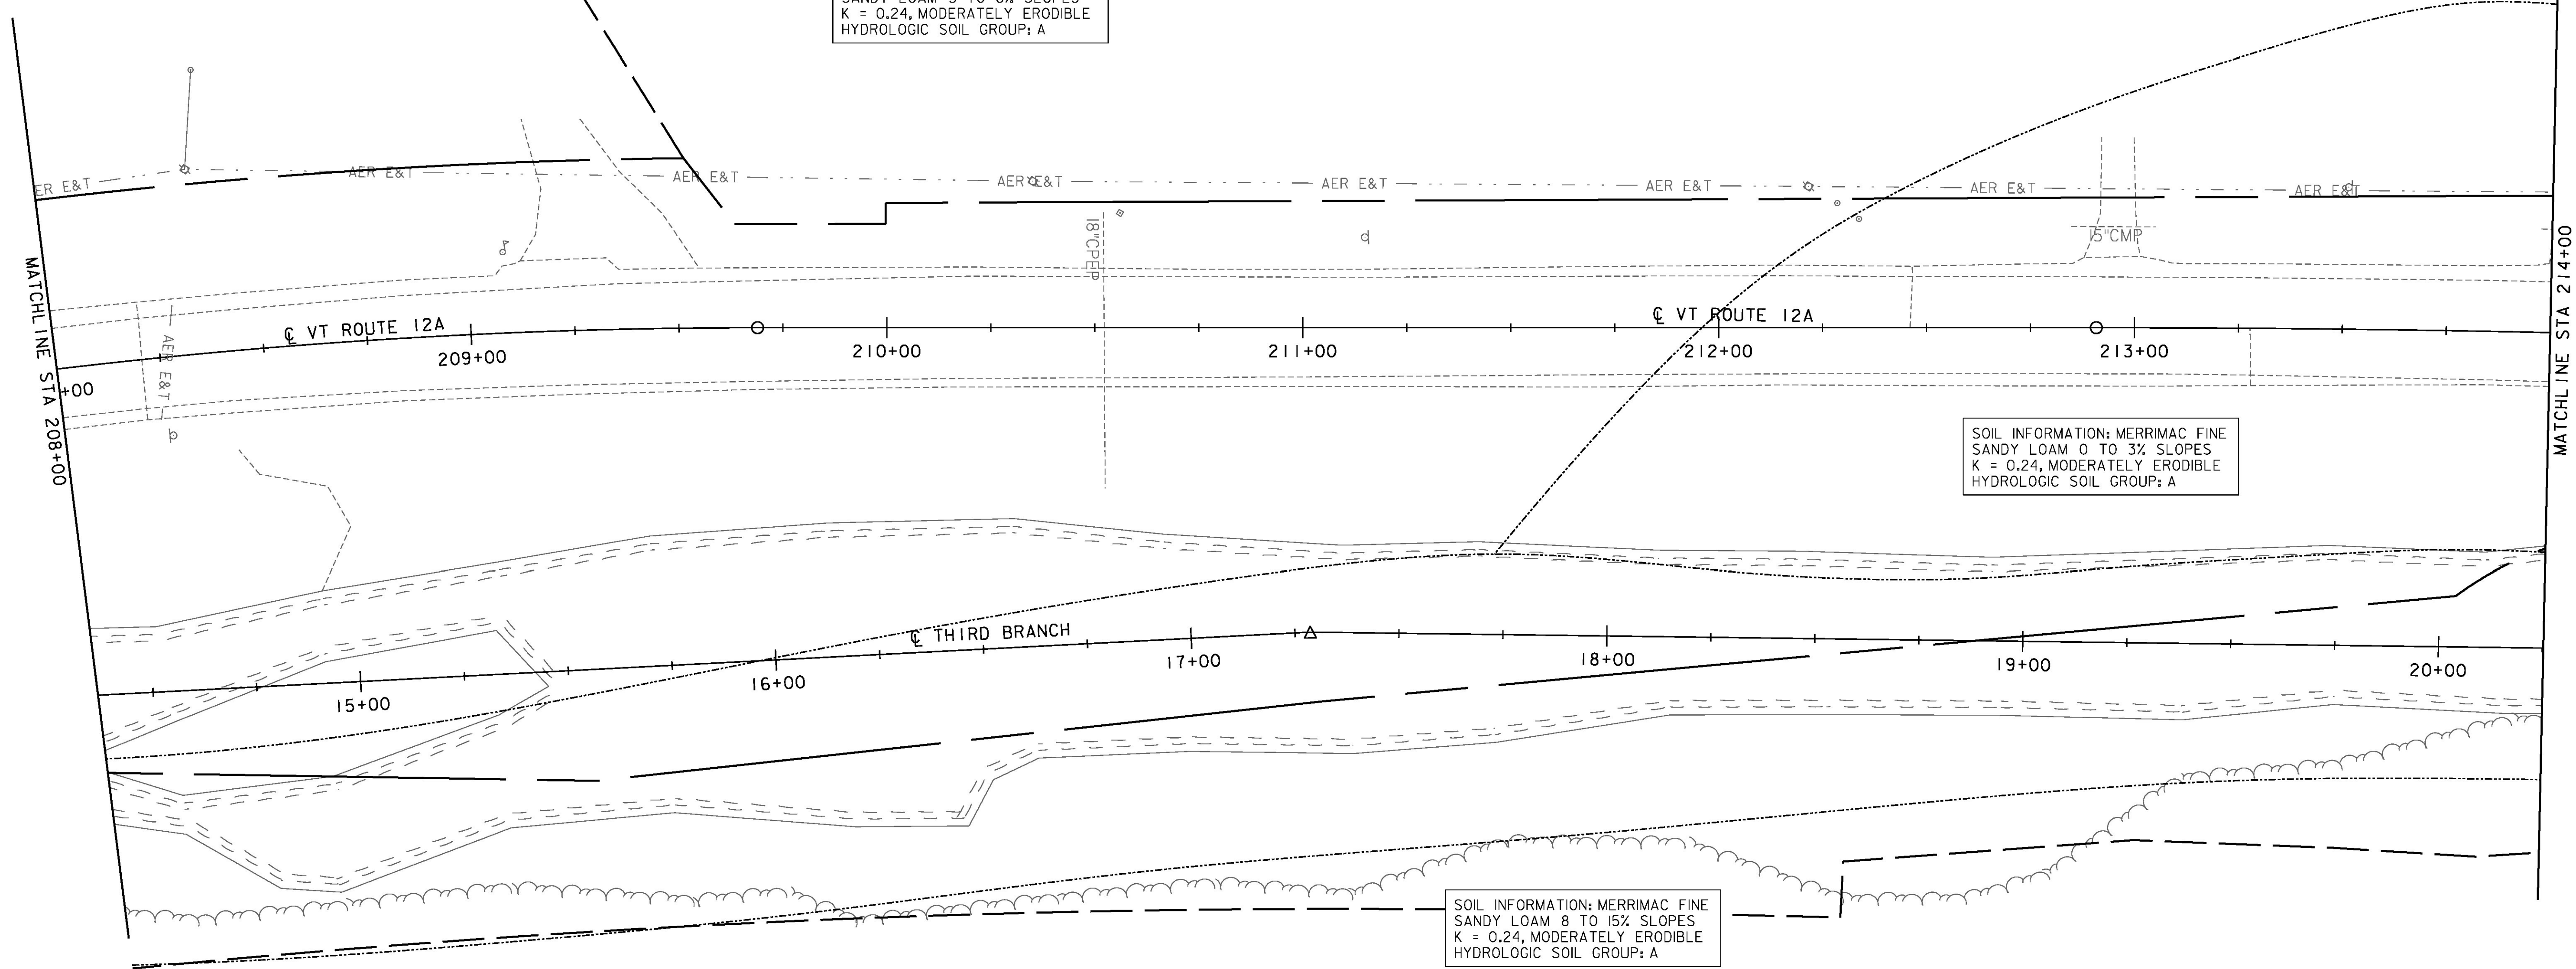 SANDY LOAM 3 TO 8% SLOPES
K = 0.24, MODERATELY ERODIBLE
HYDROLOGIC SOIL GROUP: A
ER E&T
AER E&T
AER E&T
AER E&T
AER E&T
AER E&T
AER E&T
AER E&T
18"CPEP
15"CMP
MATCHLINE STA 208+00
MATCHLINE STA 214+00
AER E&T
℄ VT ROUTE 12A
℄ VT ROUTE 12A
+00
209+00
210+00
211+00
212+00
213+00
SOIL INFORMATION: MERRIMAC FINE
SANDY LOAM 0 TO 3% SLOPES
K = 0.24, MODERATELY ERODIBLE
HYDROLOGIC SOIL GROUP: A
℄ THIRD BRANCH
15+00
16+00
17+00
18+00
19+00
20+00
SOIL INFORMATION: MERRIMAC FINE
SANDY LOAM 8 TO 15% SLOPES
K = 0.24, MODERATELY ERODIBLE
HYDROLOGIC SOIL GROUP: A